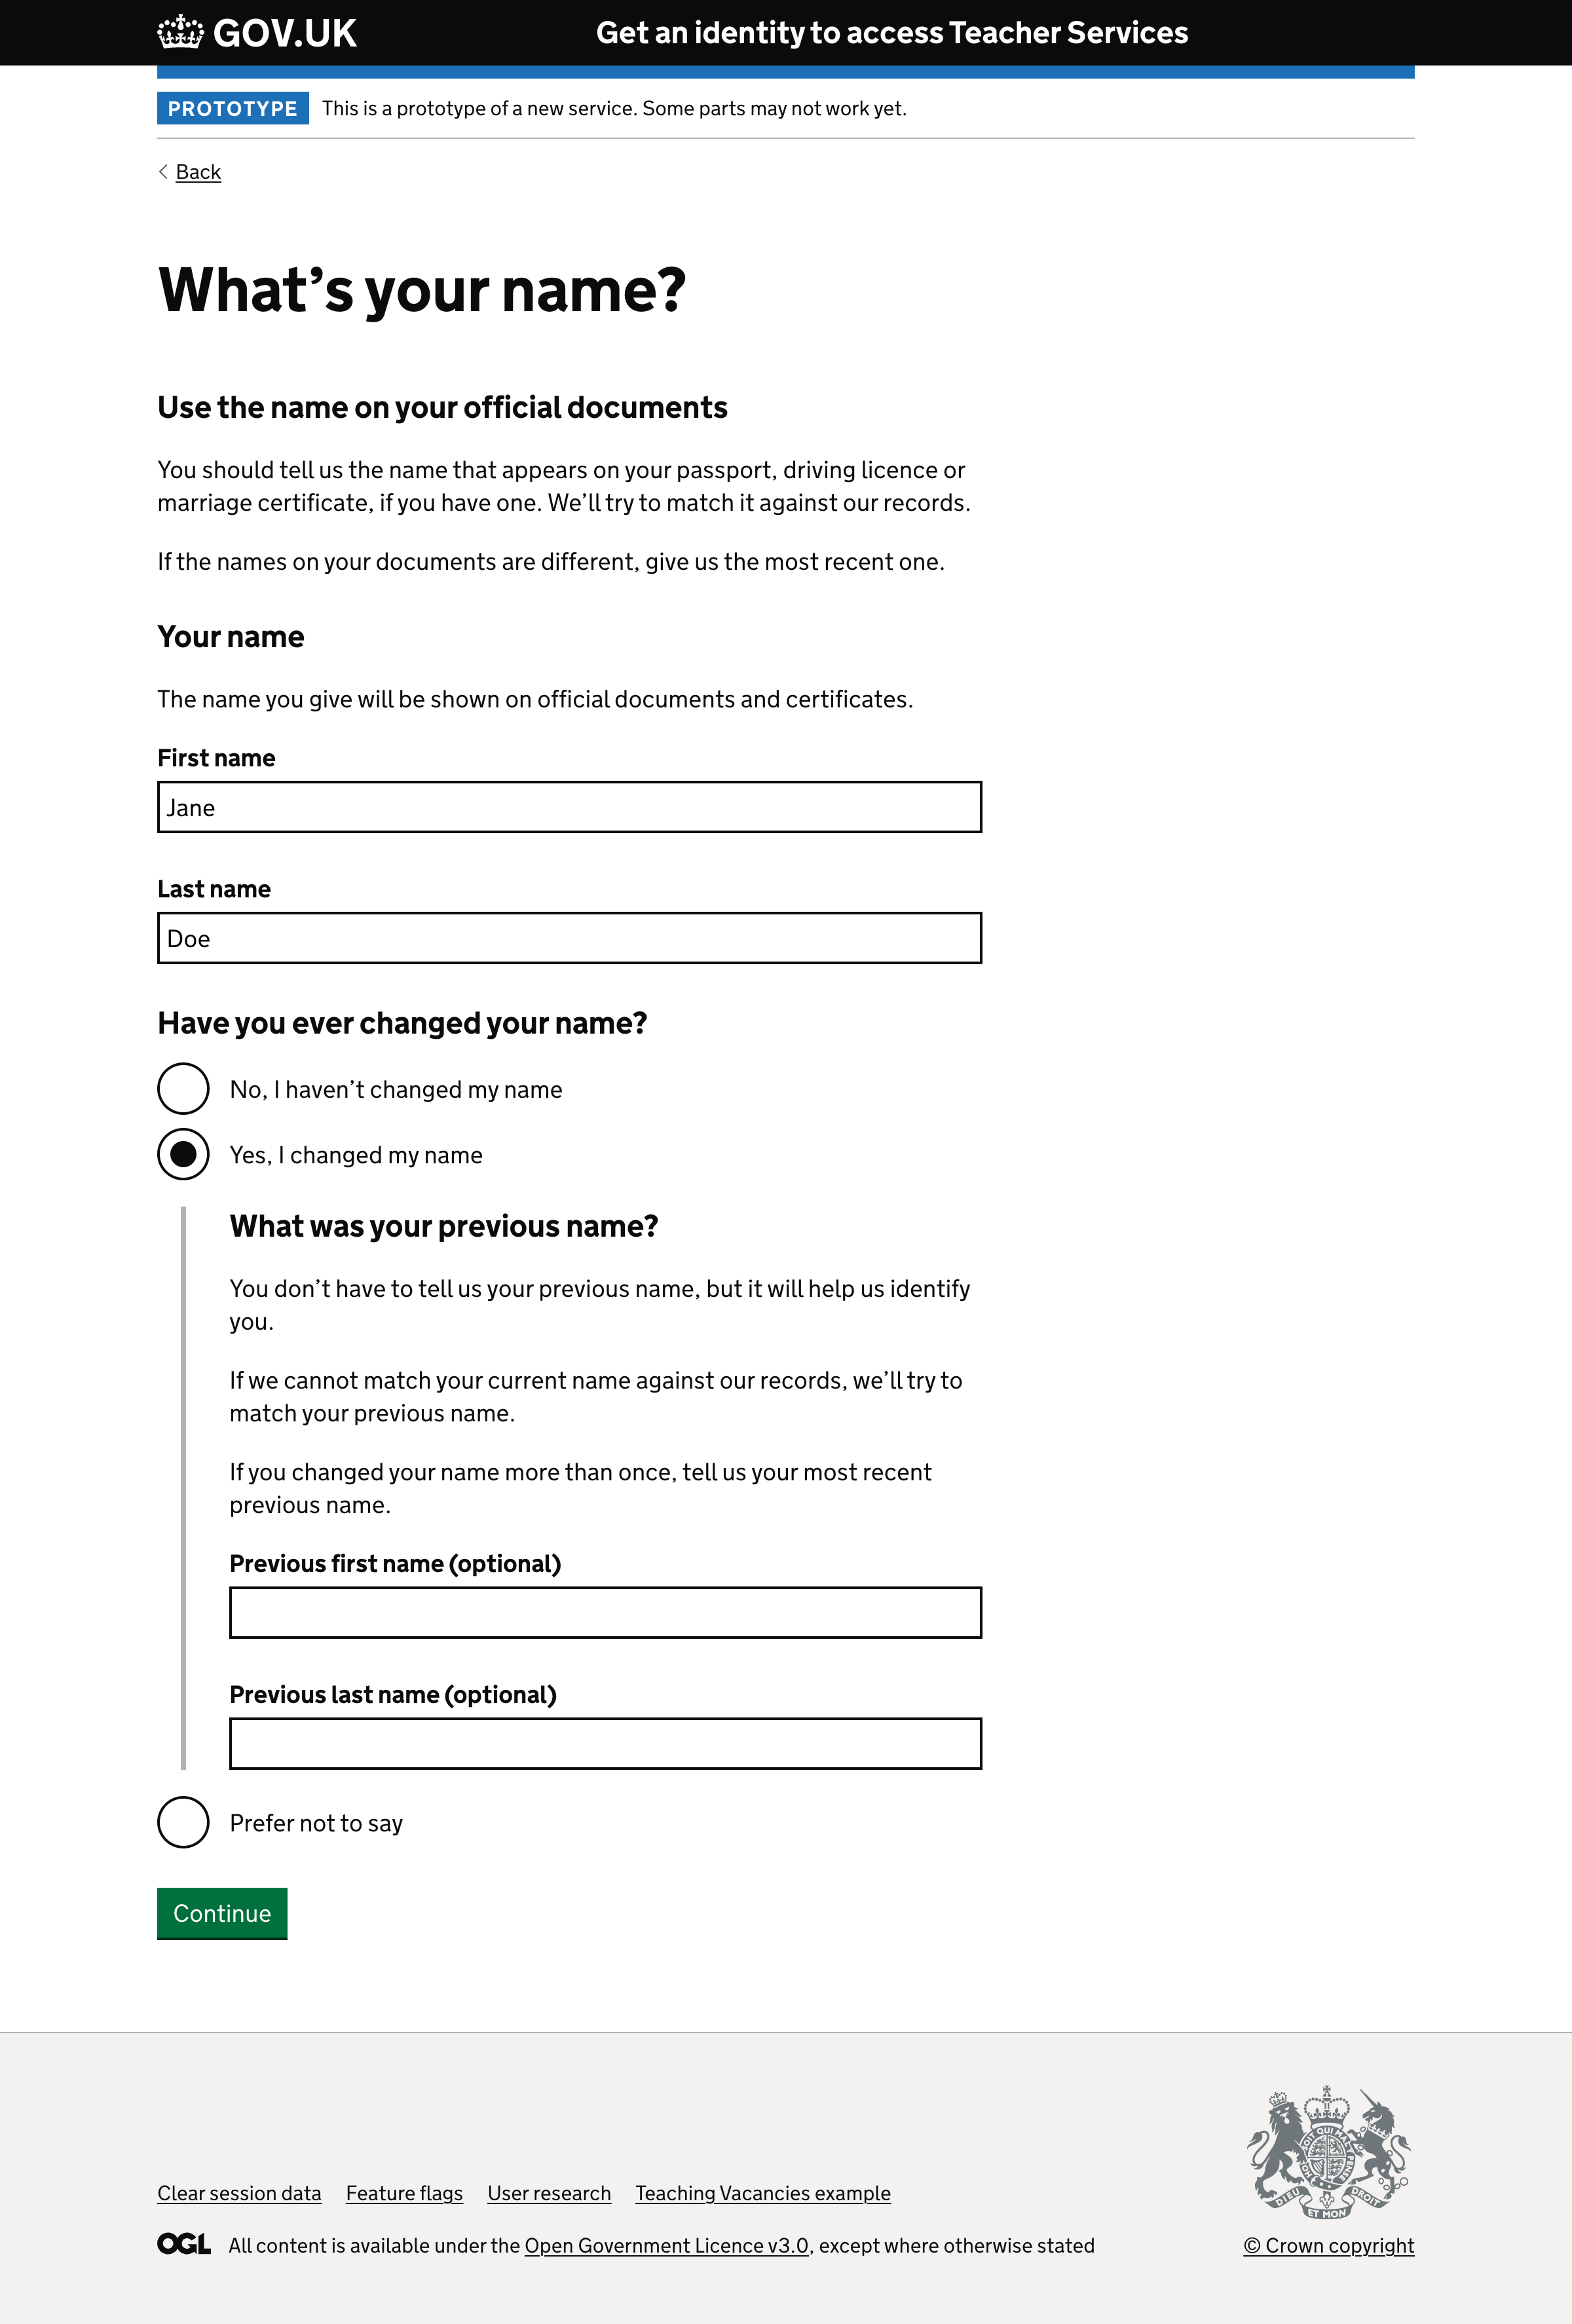 GOV.UK
Get an identity to access Teacher Services
PROTOTYPE This is a prototype of a new service. Some parts may not work yet.
Back
What’s your name?
Use the name on your official documents
You should tell us the name that appears on your passport, driving licence or
marriage certificate, if you have one. We’ll try to match it against our records.
If the names on your documents are different, give us the most recent one.
Your name
The name you give will be shown on official documents and certificates.
First name
Jane
Last name
Doe
Have you ever changed your name?
No, I haven’t changed my name
Yes, I changed my name
What was your previous name?
You don’t have to tell us your previous name, but it will help us identify
you.
If we cannot match your current name against our records, we’ll try to
match your previous name.
If you changed your name more than once, tell us your most recent
previous name.
Previous first name (optional)
Previous last name (optional)
Prefer not to say
Continue
Clear session data Feature flags User research Teaching Vacancies example
OGL All content is available under the Open Government Licence v3.0, except where otherwise stated
DIEU ET MON DROIT
© Crown copyright